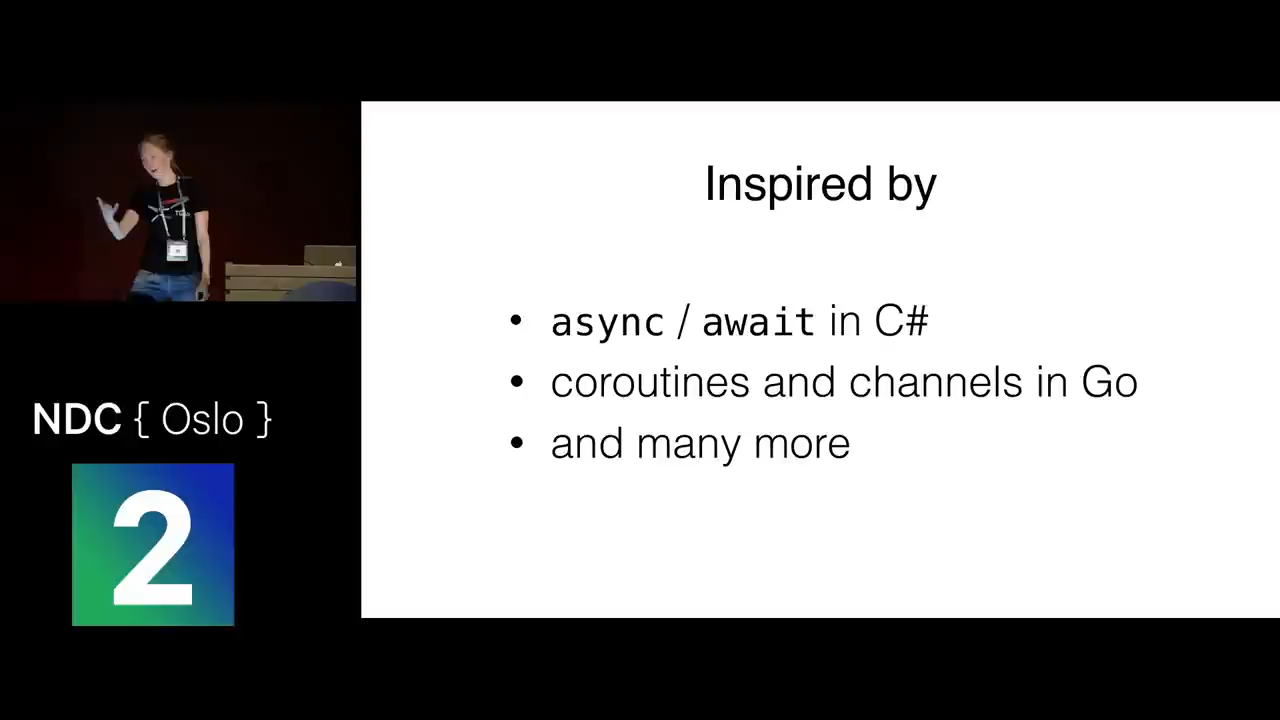 Inspired by
• async / await in C#
• coroutines and channels in Go
• and many more
NDC { Oslo }
2